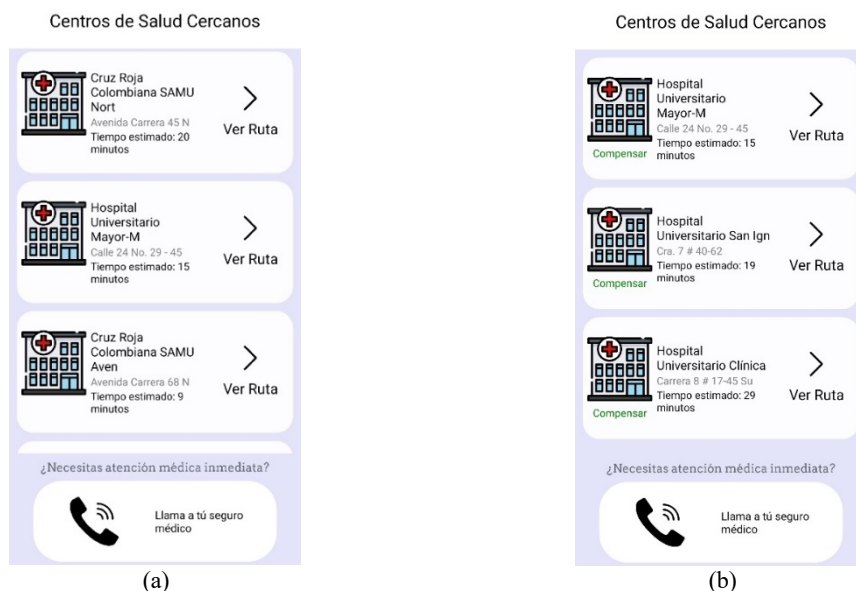 Centros de Salud Cercanos
Cruz Roja
Colombiana SAMU
Nort
Avenida Carrera 45 N
Tiempo estimado: 20
minutos
Ver Ruta
Hospital
Universitario
Mayor-M
Calle 24 No. 29 - 45
Tiempo estimado: 15
minutos
Ver Ruta
Cruz Roja
Colombiana SAMU
Aven
Avenida Carrera 68 N
Tiempo estimado: 9
minutos
Ver Ruta
¿Necesitas atención médica inmediata?
Llama a tú seguro
médico
(a)
Centros de Salud Cercanos
Hospital
Universitario
Mayor-M
Calle 24 No. 29 - 45
Tiempo estimado: 15
minutos
Compensar
Ver Ruta
Hospital
Universitario San Ign
Cra. 7 # 40-62
Tiempo estimado: 19
minutos
Compensar
Ver Ruta
Hospital
Universitario Clínica
Carrera 8 # 17-45 Su
Tiempo estimado: 29
minutos
Compensar
Ver Ruta
¿Necesitas atención médica inmediata?
Llama a tú seguro
médico
(b)